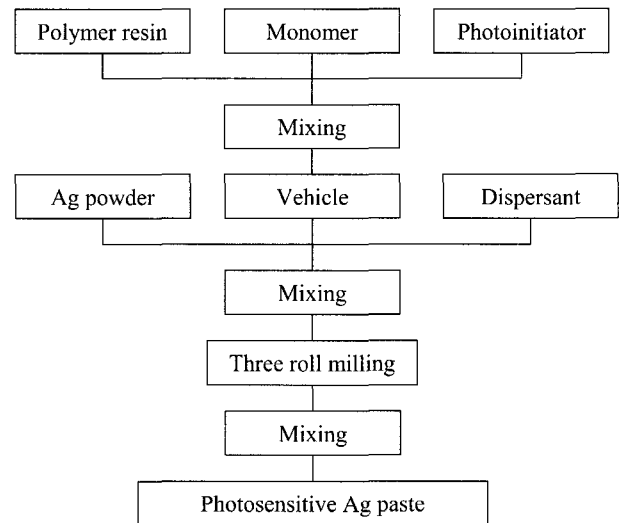 Polymer resin
Monomer
Photoinitiator
Mixing
Ag powder
Vehicle
Dispersant
Mixing
Three roll milling
Mixing
Photosensitive Ag paste